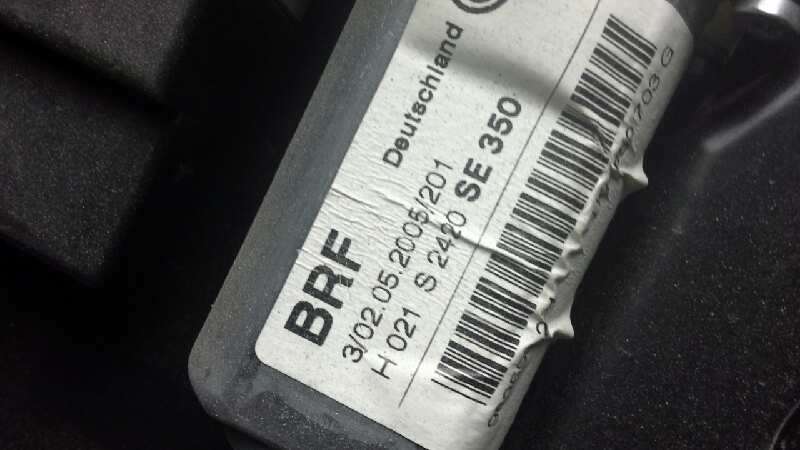 Deutschland
BRF
3/02.05.2005/201
H 021 S 2420 SE 350